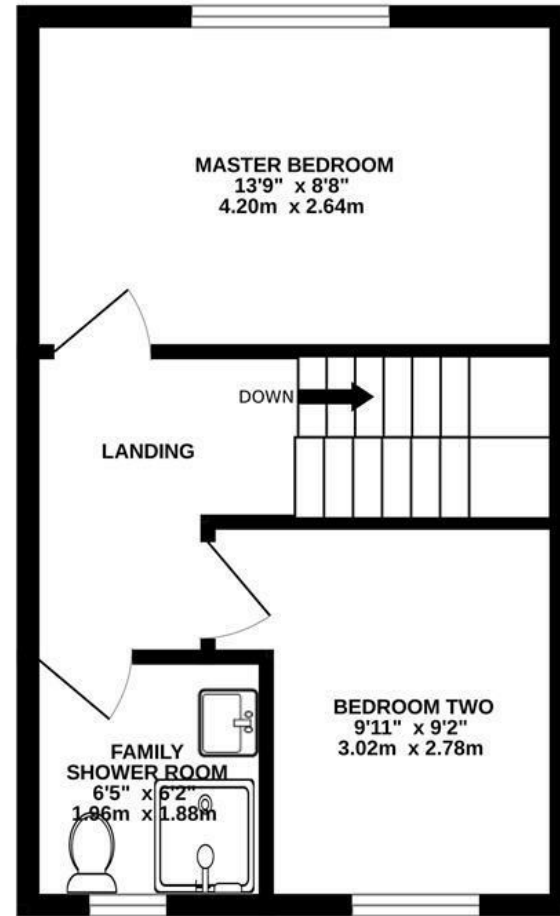 MASTER BEDROOM
13'9" x 8'8"
4.20m x 2.64m
DOWN
LANDING
BEDROOM TWO
9'11" x 9'2"
3.02m x 2.78m
FAMILY
SHOWER ROOM
6'5" x 6'2"
1.96m x 1.88m